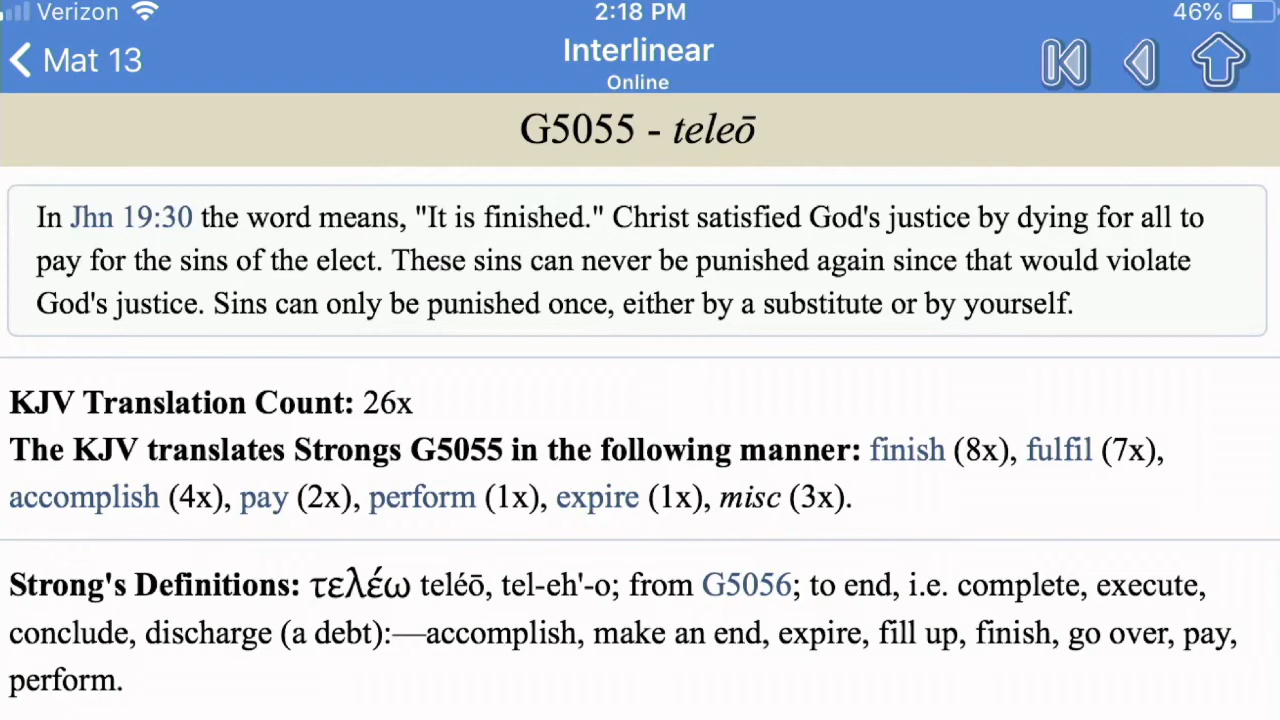 Verizon 2:18 PM 46%
Mat 13 Interlinear
Online
G5055 - teleō
In Jhn 19:30 the word means, "It is finished." Christ satisfied God's justice by dying for all to
pay for the sins of the elect. These sins can never be punished again since that would violate
God's justice. Sins can only be punished once, either by a substitute or by yourself.
KJV Translation Count: 26x
The KJV translates Strongs G5055 in the following manner: finish (8x), fulfil (7x),
accomplish (4x), pay (2x), perform (1x), expire (1x), misc (3x).
Strong's Definitions: τελέω teléō, tel-eh'-o; from G5056; to end, i.e. complete, execute,
conclude, discharge (a debt):—accomplish, make an end, expire, fill up, finish, go over, pay,
perform.